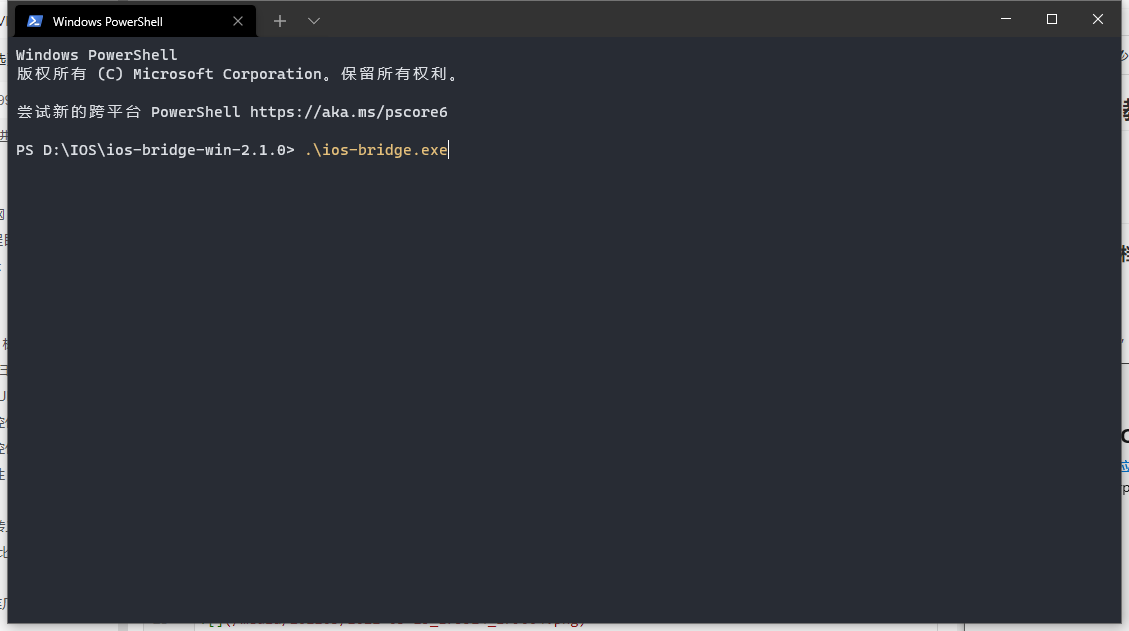 Windows PowerShell
Windows PowerShell
版权所有 (C) Microsoft Corporation。保留所有权利。
尝试新的跨平台 PowerShell https://aka.ms/pscore6
PS D:\IOS\ios-bridge-win-2.1.0> .\ios-bridge.exe